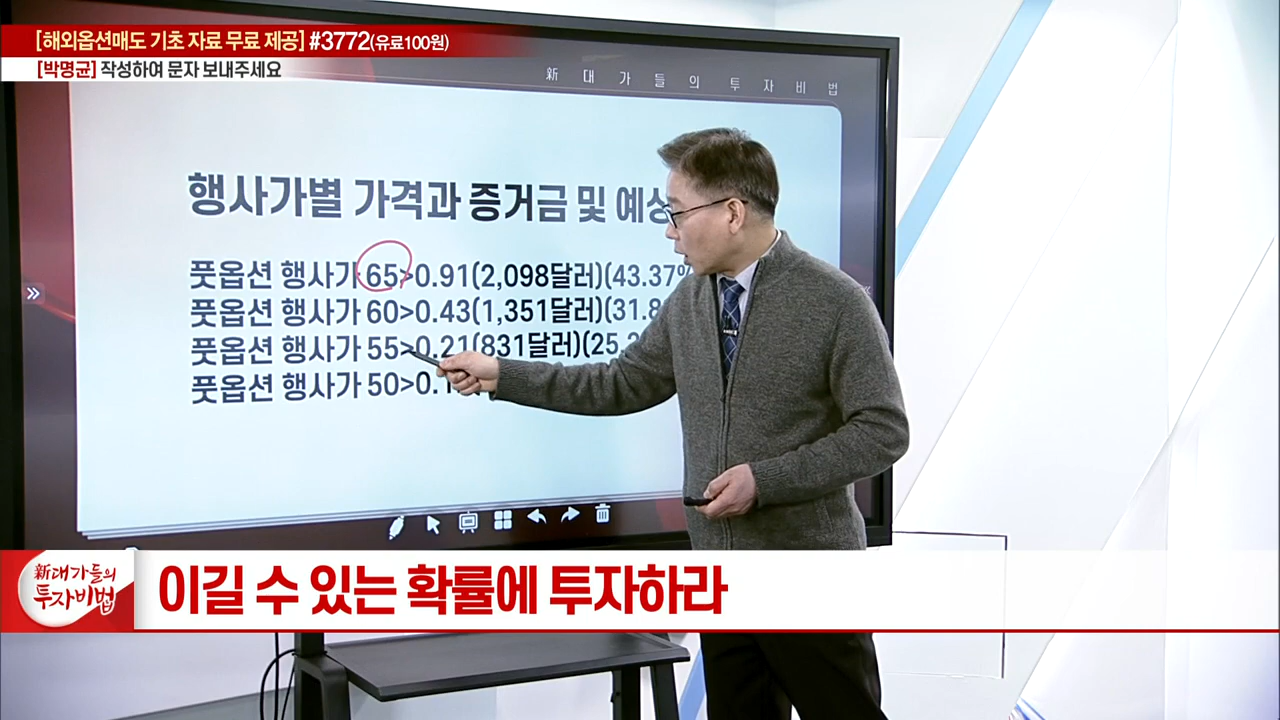 [해외옵션매도 기초 자료 무료 제공] #3772(유료100원)
[박명균] 작성하여 문자 보내주세요
新 대 가 들 의 투 자 비 법
행사가별 가격과 증거금 및
풋옵션 행사가 65>0.91(2,098달러)(43.37%
풋옵션 행사가 60>0.43(1,351달러)(31.8
풋옵션 행사가 55>0.21(831달러)(25.2
풋옵션 행사가 50>0.1
新대가들의
투자비법
이길 수 있는 확률에 투자하라